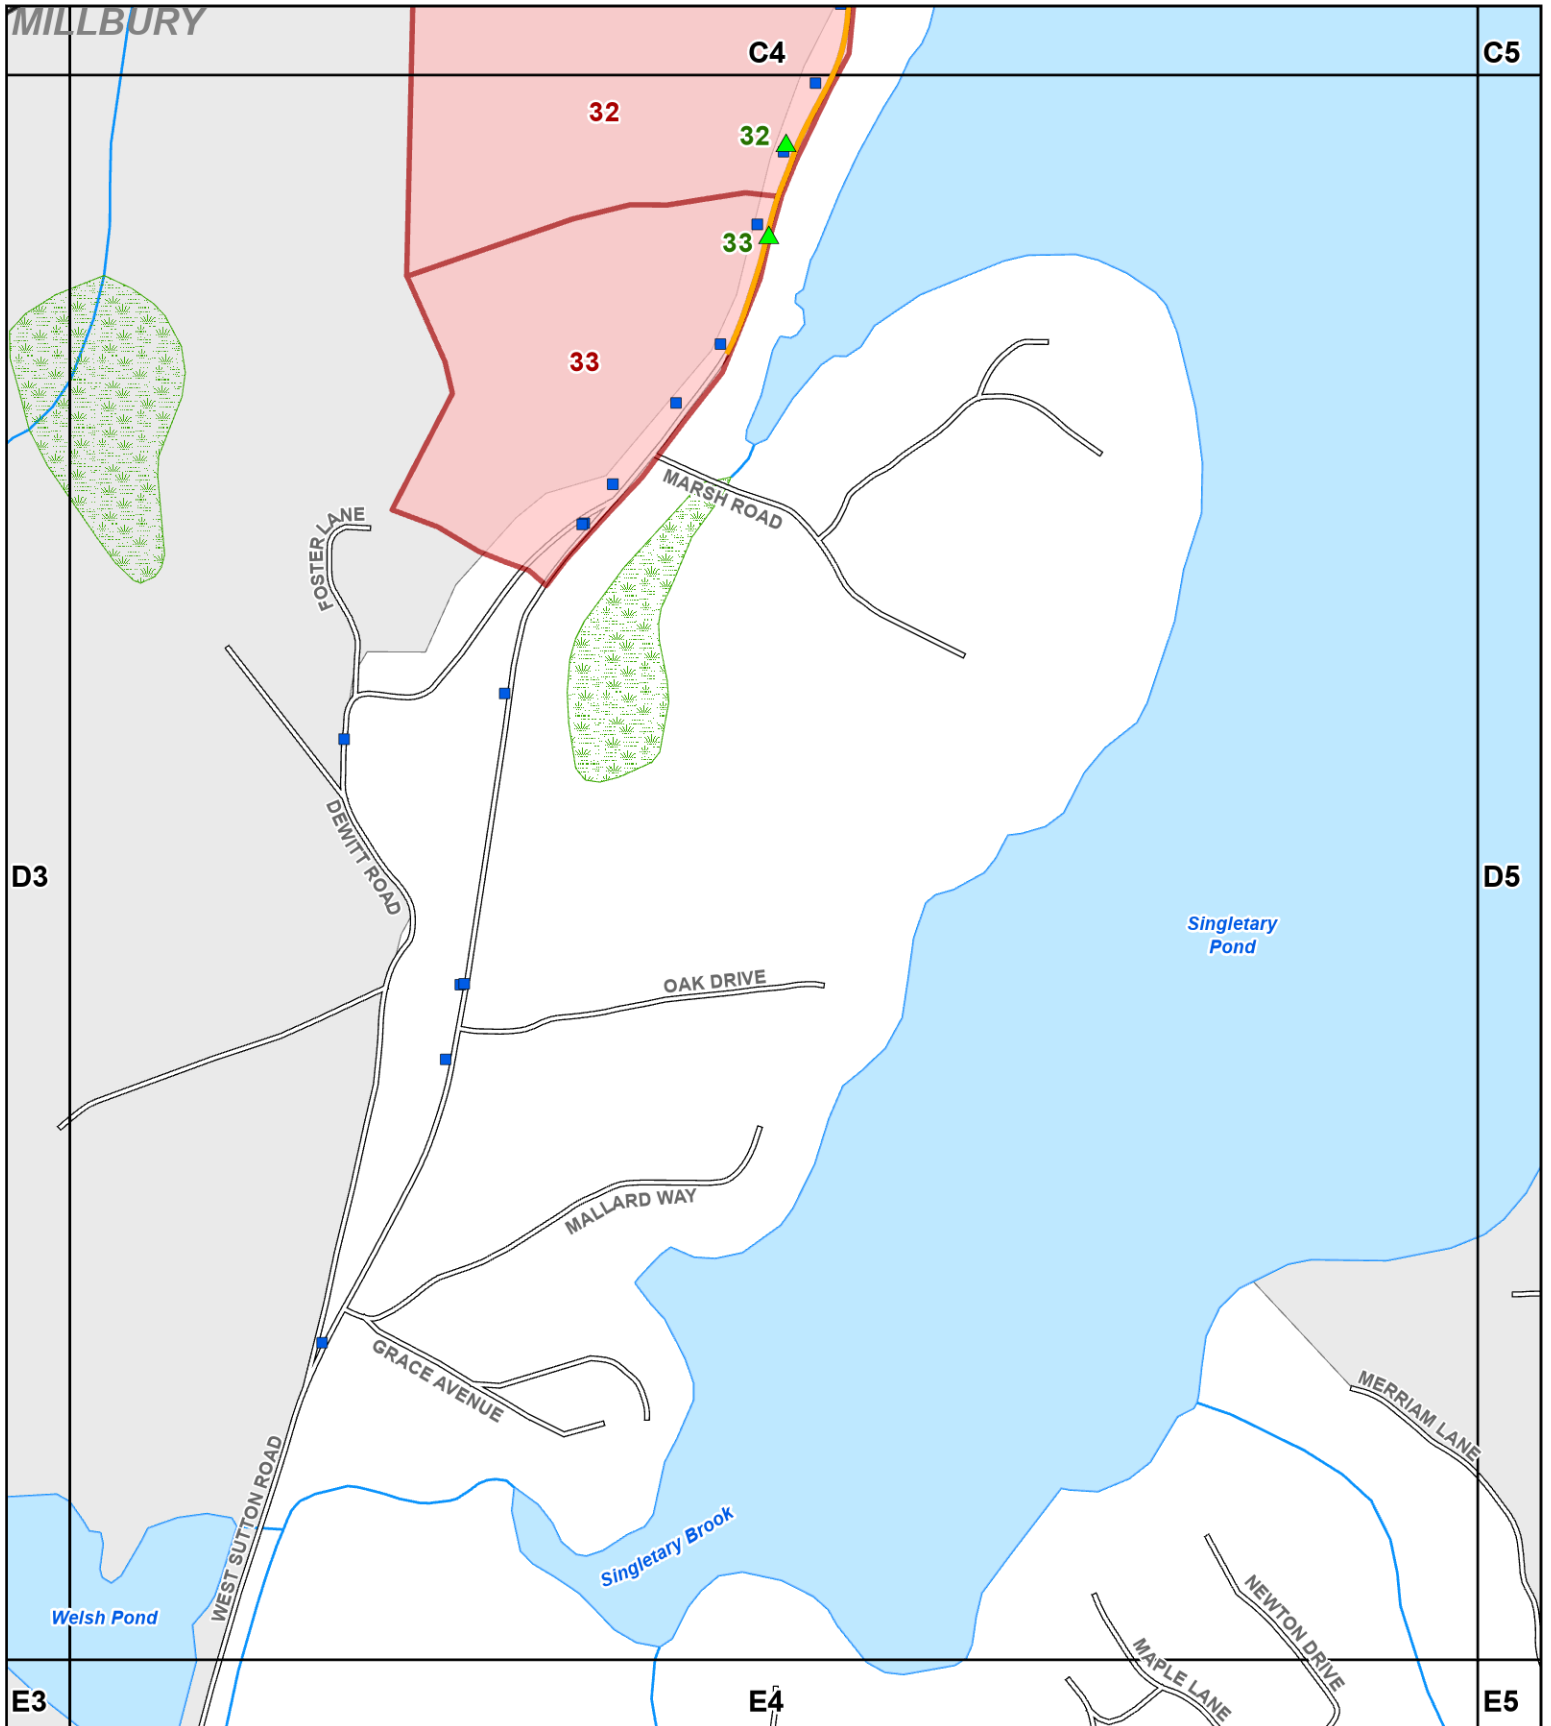 MILLBURY
C4
C5
32
32
33
33
MARSH ROAD
FOSTER LANE
DEWITT ROAD
D3
D5
Singletary
Pond
OAK DRIVE
MALLARD WAY
GRACE AVENUE
MERRIAM LANE
WEST SUTTON ROAD
Singletary Brook
Welsh Pond
NEWTON DRIVE
MAPLE LANE
E3
E4
E5